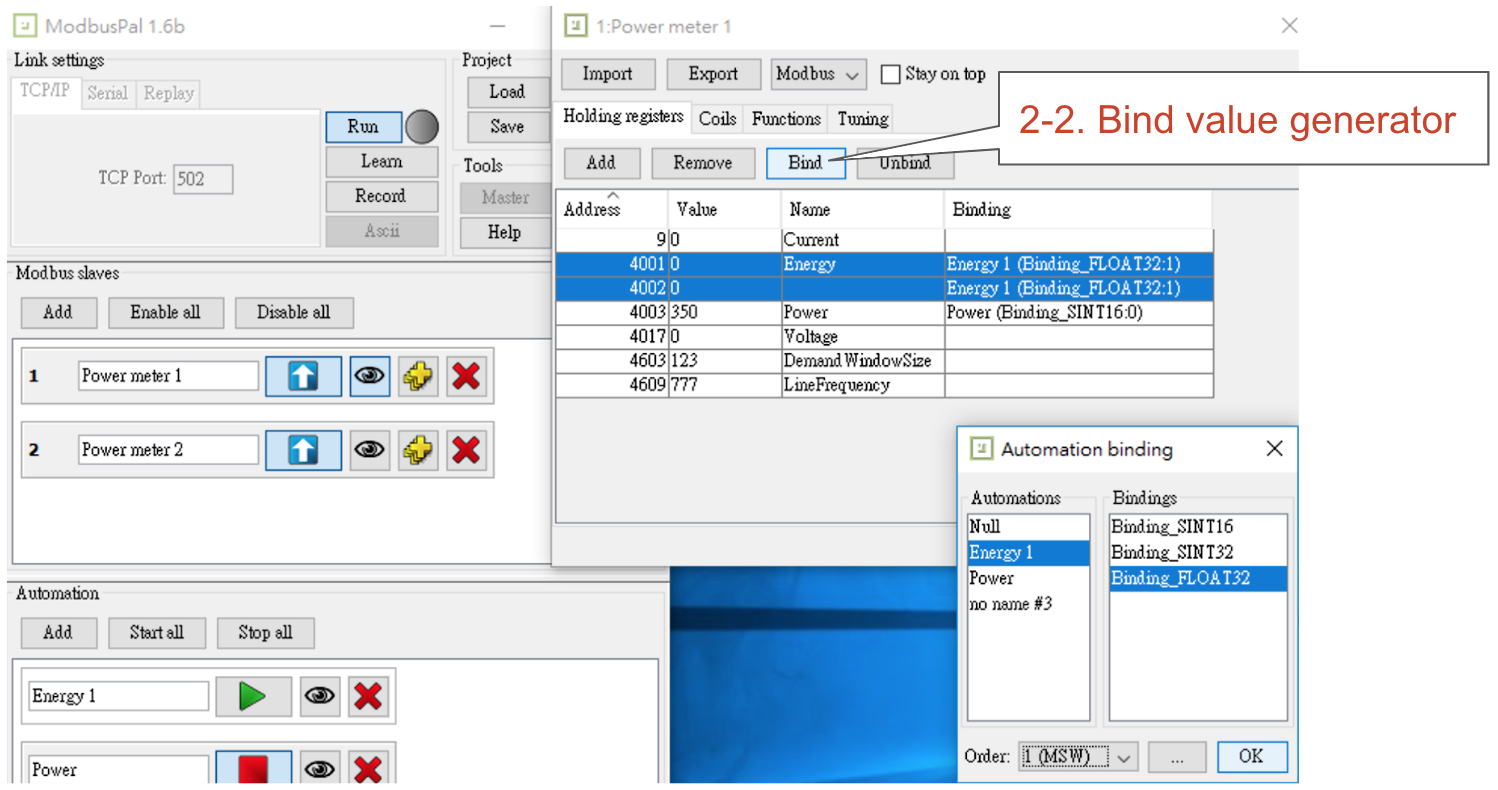 ModbusPal 1.6b
Link settings
TCP/IP Serial Replay
TCP Port: 502
Run
Learn
Record
Ascii
Project
Load
Save
Tools
Master
Help
Modbus slaves
Add Enable all Disable all
1 Power meter 1
2 Power meter 2
Automation
Add Start all Stop all
Energy 1
Power
1:Power meter 1
Import Export Modbus Stay on top
Holding registers Coils Functions Tuning
Add Remove Bind Unbind
Address Value Name Binding
9 0 Current
4001 0 Energy Energy 1 (Binding_FLOAT32:1)
4002 0 Energy 1 (Binding_FLOAT32:1)
4003 350 Power Power (Binding_SINT16:0)
4017 0 Voltage
4603 123 DemandWindowSize
4609 777 LineFrequency
2-2. Bind value generator
Automation binding
Automations Bindings
Null Binding_SINT16
Energy 1 Binding_SINT32
Power Binding_FLOAT32
no name #3
Order: 1 (MSW) ... OK